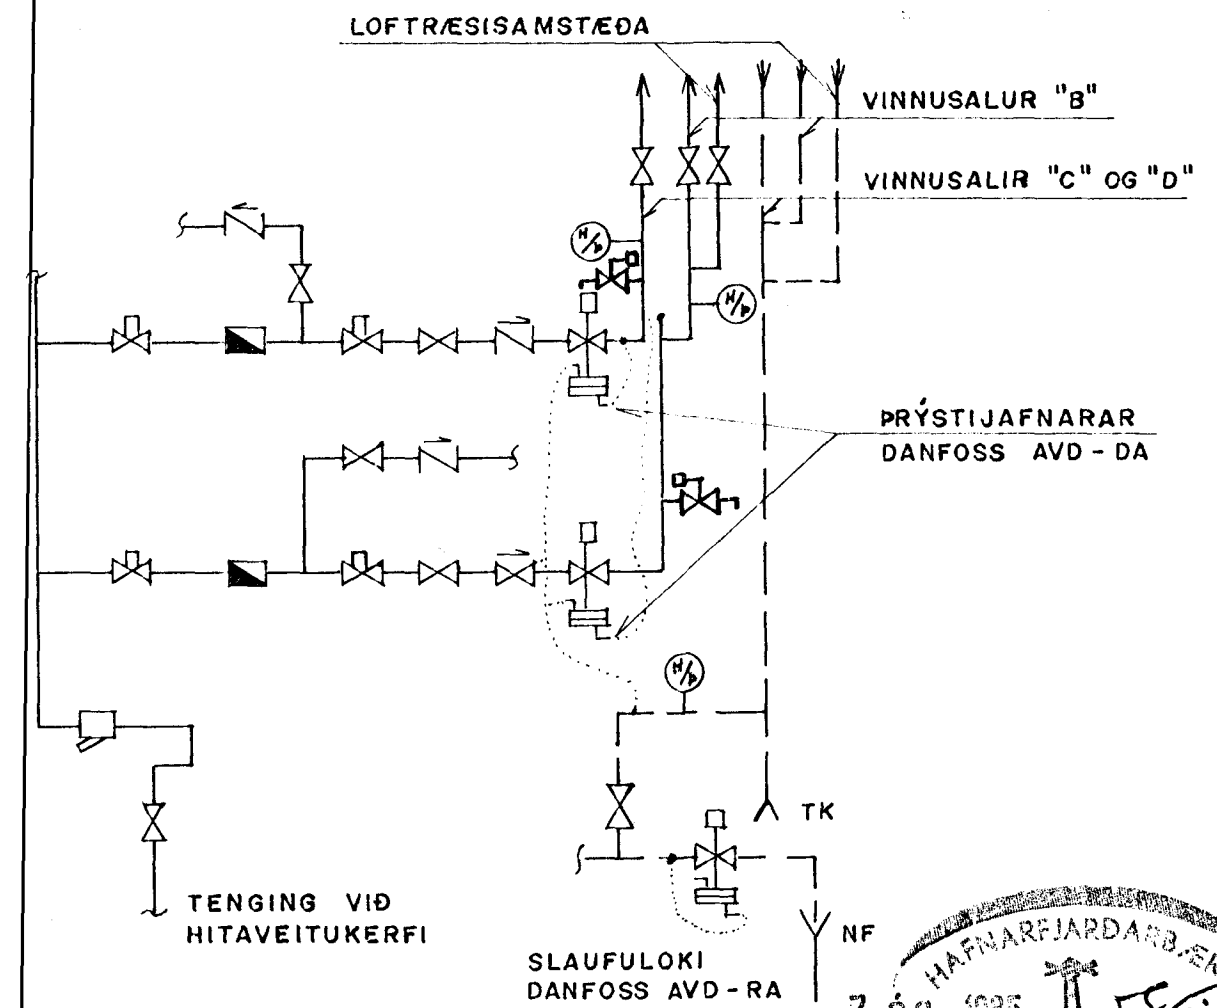 LOFTRÆSISAMSTÆÐA
VINNUSALUR "B"
VINNUSALIR "C" OG "D"
H/Þ
H/Þ
ÞRÝSTIJAFNARAR
DANFOSS AVD-DA
H/Þ
TK
TENGING VIÐ
HITAVEITUKERFI
NF
SLAUFULOKI
DANFOSS AVD-RA